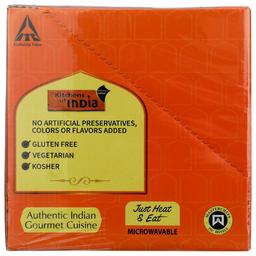 Kitchens
of India
NO ARTIFICIAL PRESERVATIVES,
COLORS OR FLAVORS ADDED
GLUTEN FREE
VEGETARIAN
KOSHER
Authentic Indian
Gourmet Cuisine
Just Heat
& Eat
MICROWAVABLE